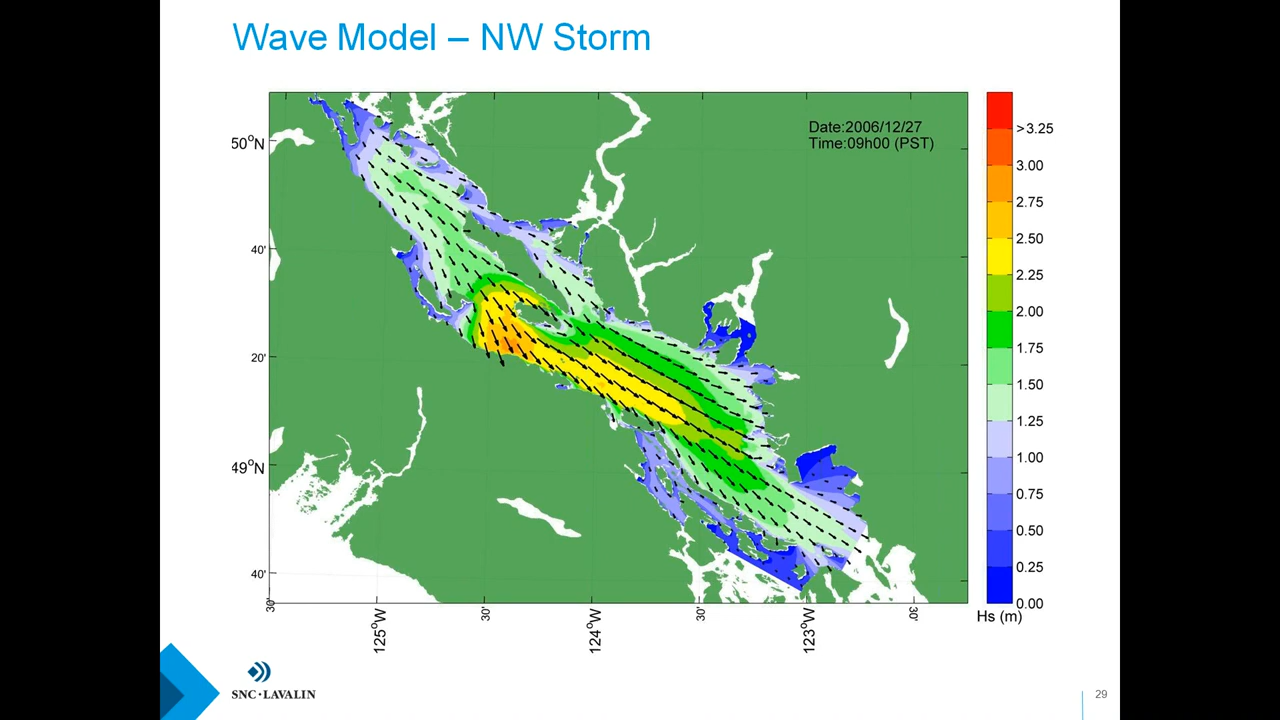 Wave Model – NW Storm
Date:2006/12/27
Time:09h00 (PST)
50°N
40'
20'
49°N
40'
30'
125°W
30'
124°W
30'
123°W
30'
>3.25
3.00
2.75
2.50
2.25
2.00
1.75
1.50
1.25
1.00
0.75
0.50
0.25
0.00
Hs (m)
SNC·LAVALIN
29